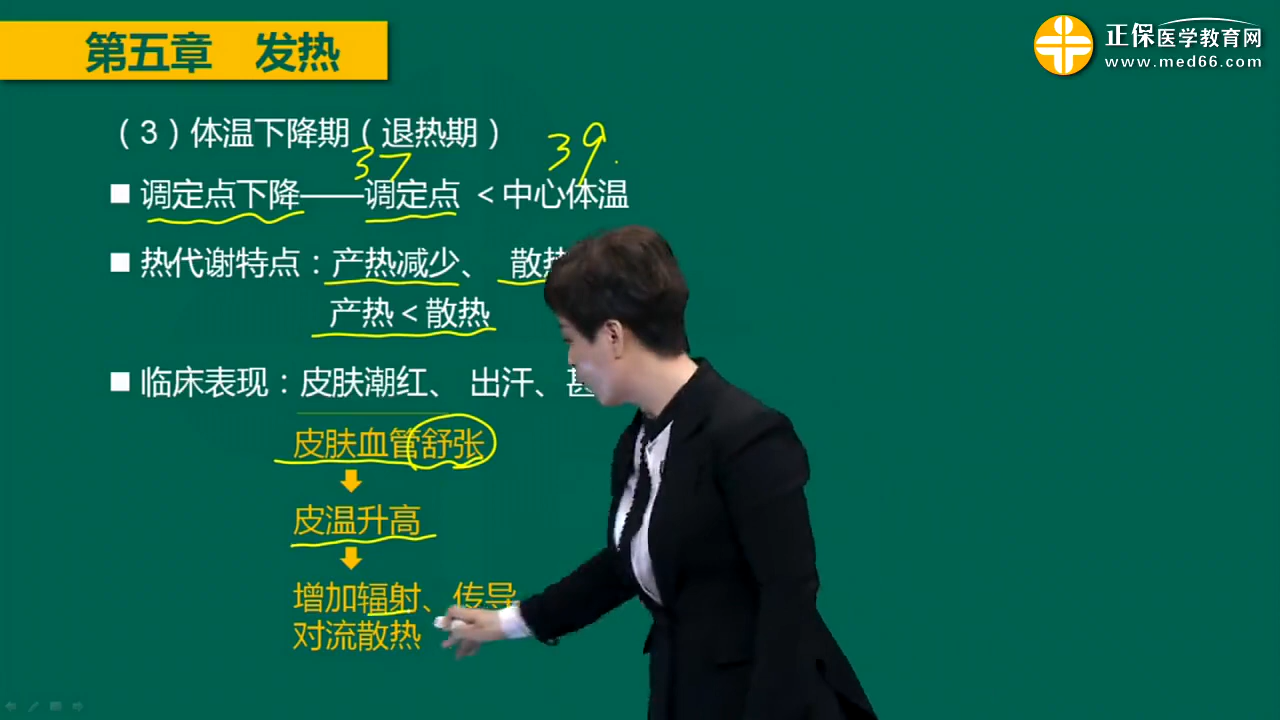 第五章 发热
正保医学教育网
www.med66.com
（3）体温下降期（退热期）
37 39.
■ 调定点下降——调定点 ＜中心体温
■ 热代谢特点：产热减少、 散热
产热＜散热
■ 临床表现：皮肤潮红、 出汗、
皮肤血管舒张
皮温升高
增加辐射、传导
对流散热